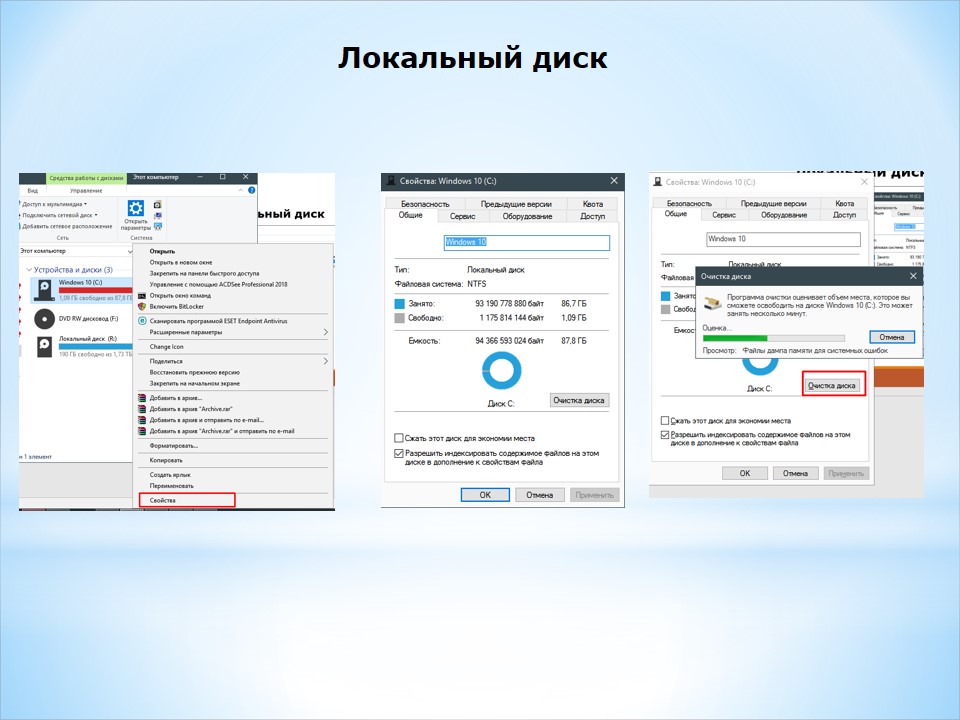 Локальный диск
Средства работы с дисками
Этот компьютер
Вид
Управление
Доступ к мультимедиа
Подключить сетевой диск
Добавить сетевое расположение
Сеть
Открыть
параметры
Система
ьный диск
Этот компьютер
Устройства и диски (3)
Windows 10 (C:)
1,09 ГБ свободно из 87,8 Г
DVD RW дисковод (F:)
Локальный диск (R:)
190 ГБ свободно из 1,73 ТБ
1 элемент
Открыть
Открыть в новом окне
Закрепить на панели быстрого доступа
Управление с помощью ACDSee Professional 2018
Открыть окно команд
Включить BitLocker
Сканировать программой ESET Endpoint Antivirus
Расширенные параметры
Change Icon
Поделиться
Восстановить прежнюю версию
Закрепить на начальном экране
Добавить в архив...
Добавить в архив "Archive.rar"
Добавить в архив и отправить по e-mail...
Добавить в архив "Archive.rar" и отправить по e-mail
Форматировать...
Копировать
Создать ярлык
Переименовать
Свойства
Свойства: Windows 10 (C:)
Безопасность Предыдущие версии Квота
Общие Сервис Оборудование Доступ
Windows 10
Тип: Локальный диск
Файловая система: NTFS
Занято: 93 190 778 880 байт 86,7 ГБ
Свободно: 1 175 814 144 байт 1,09 ГБ
Емкость: 94 366 593 024 байт 87,8 ГБ
Диск C:
Очистка диска
Сжать этот диск для экономии места
Разрешить индексировать содержимое файлов на этом
диске в дополнение к свойствам файла
OK Отмена Применить
Свойства: Windows 10 (C:)
Безопасность Предыдущие версии Квота
Общие Сервис Оборудование Доступ
Windows 10
Тип: Локальный диск
Файловая
Очистка диска
Программа очистки оценивает объем места, которое вы
сможете освободить на диске Windows 10 (C:). Это может
занять несколько минут.
Оценка...
Отмена
Просмотр: Файлы дампа памяти для системных ошибок
Занято
Свобод
Емкост
Диск C:
Очистка диска
Сжать этот диск для экономии места
Разрешить индексировать содержимое файлов на этом
диске в дополнение к свойствам файла
OK Отмена Применить